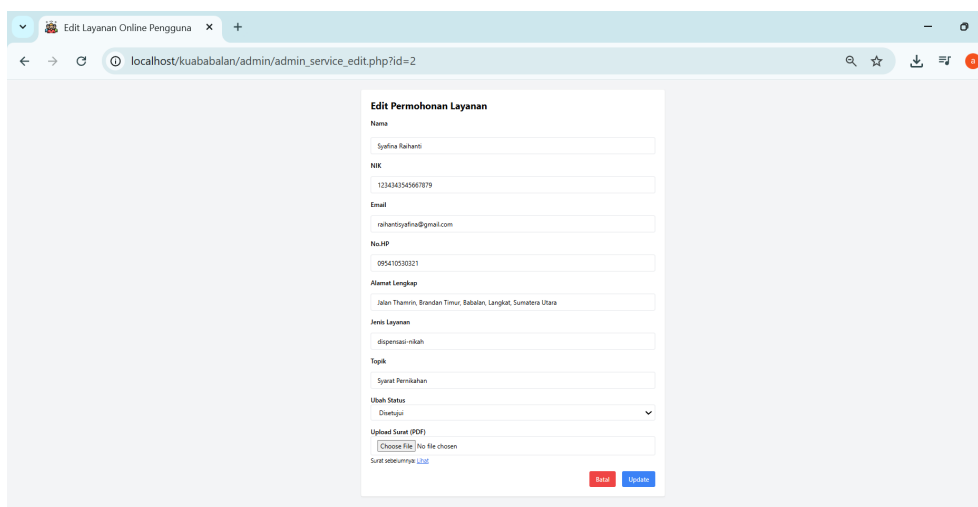 Edit Layanan Online Pengguna
localhost/kuababalan/admin/admin_service_edit.php?id=2
a
Edit Permohonan Layanan
Nama
Syafina Raihanti
NIK
1234343545667879
Email
raihantisyafina@gmail.com
No.HP
095410530321
Alamat Lengkap
Jalan Thamrin, Brandan Timur, Babalan, Langkat, Sumatera Utara
Jenis Layanan
dispensasi-nikah
Topik
Syarat Pernikahan
Ubah Status
Disetujui
Upload Surat (PDF)
Choose File No file chosen
Surat sebelumnya: Lihat
Batal Update